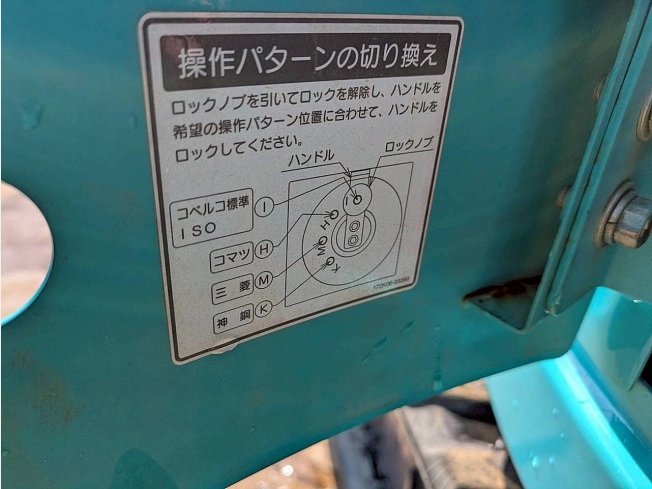 操作パターンの切り換え
ロックノブを引いてロックを解除し、ハンドルを
希望の操作パターン位置に合わせて、ハンドルを
ロックしてください。
ハンドル
ロックノブ
コベルコ標準
ISO
I
コマツ
H
三菱
M
神鋼
K
I
H
M
K